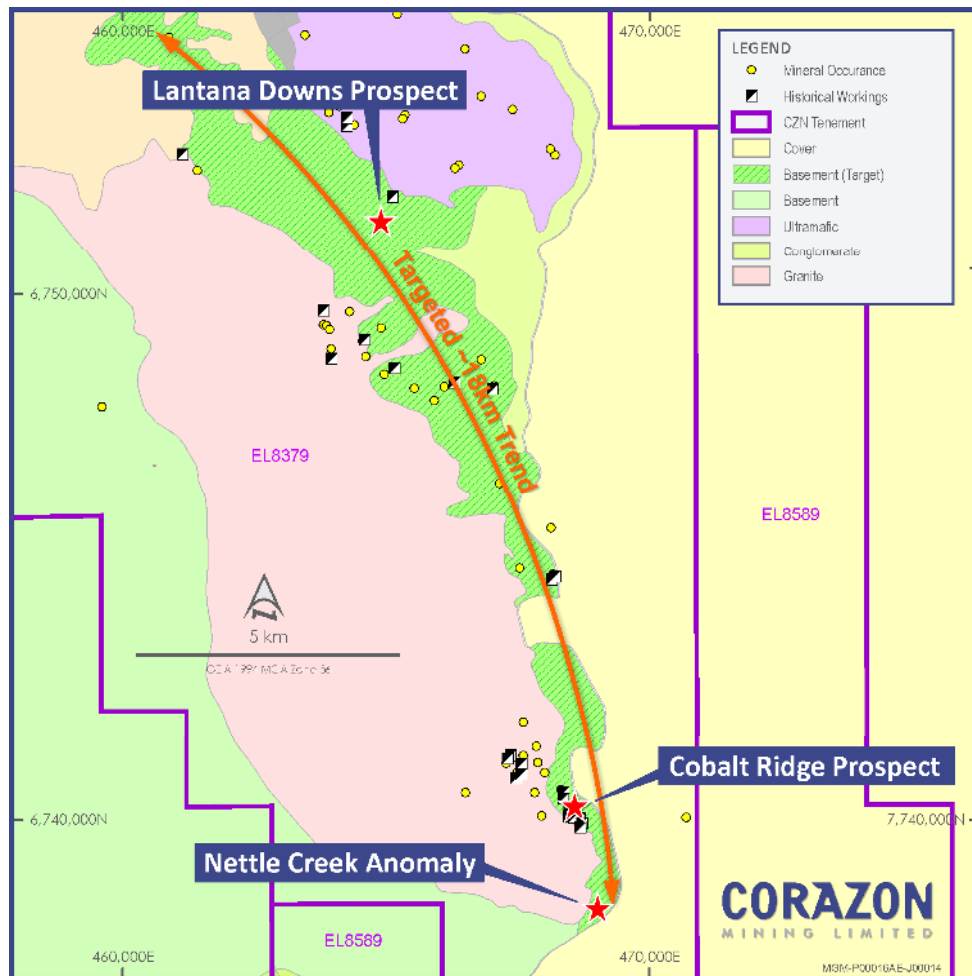 460,000E
470,000E
LEGEND
Mineral Occurance
Historical Workings
CZN Tenement
Cover
Basement (Target)
Basement
Ultramafic
Conglomerate
Granite
Lantana Downs Prospect
6,750,000N
Targeted ~18km Trend
EL8379
EL8589
5 km
Cobalt Ridge Prospect
6,740,000N
7,740,000N
Nettle Creek Anomaly
EL8589
CORAZON
MINING LIMITED
460,000E
470,000E